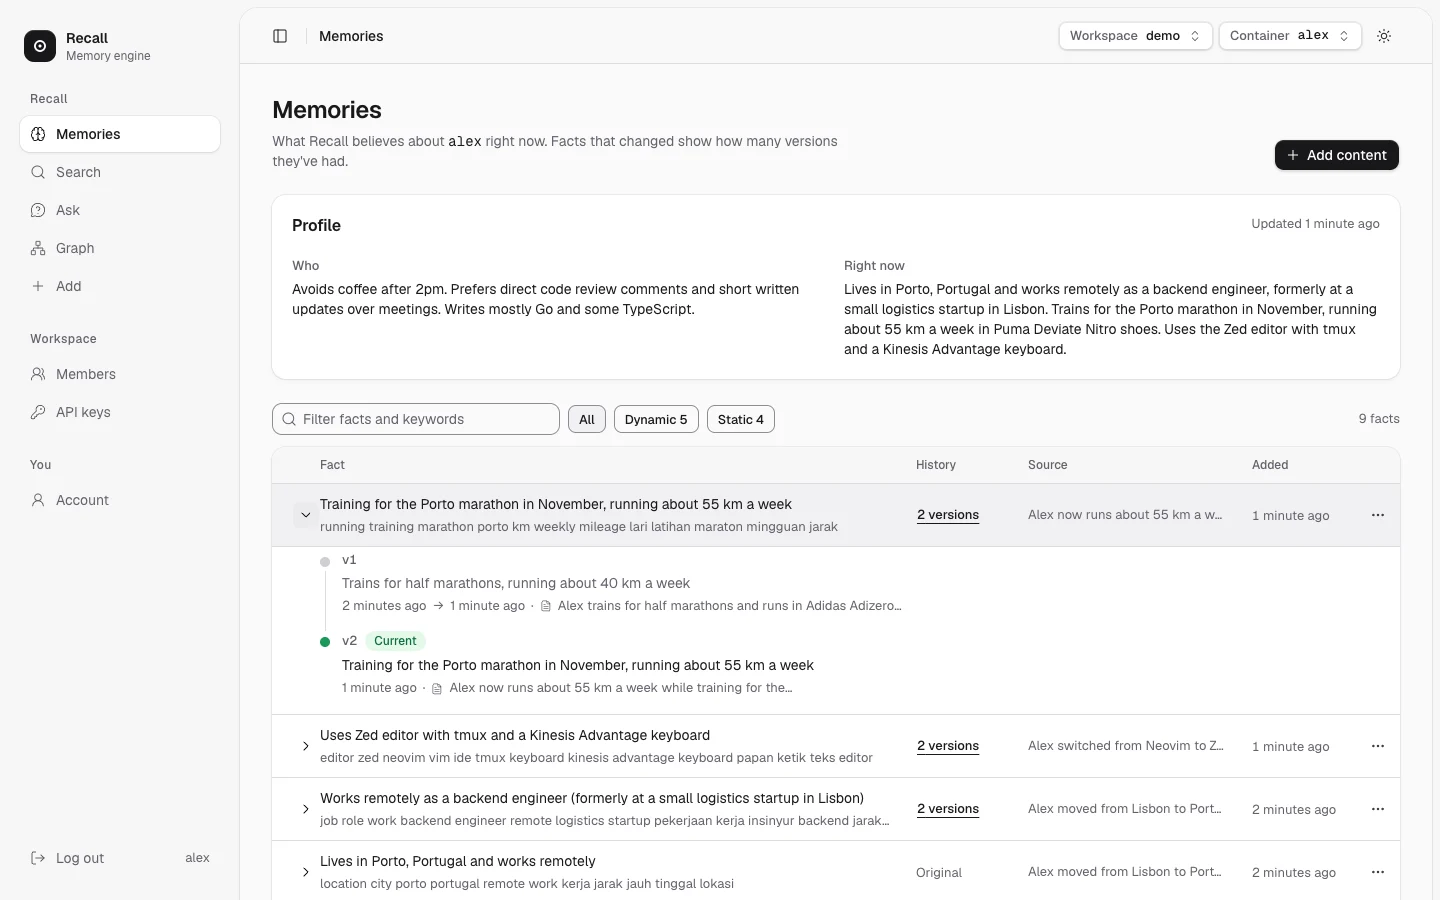 Recall
Memory engine
Recall
Memories
Search
Ask
Graph
Add
Workspace
Members
API keys
You
Account
Log out alex
Memories
Workspace demo
Container alex
Memories
What Recall believes about alex right now. Facts that changed show how many versions
they've had.
Add content
Profile
Updated 1 minute ago
Who
Avoids coffee after 2pm. Prefers direct code review comments and short written
updates over meetings. Writes mostly Go and some TypeScript.
Right now
Lives in Porto, Portugal and works remotely as a backend engineer, formerly at a
small logistics startup in Lisbon. Trains for the Porto marathon in November, running
about 55 km a week in Puma Deviate Nitro shoes. Uses the Zed editor with tmux
and a Kinesis Advantage keyboard.
Filter facts and keywords
All
Dynamic 5
Static 4
9 facts
Fact History Source Added
Training for the Porto marathon in November, running about 55 km a week
running training marathon porto km weekly mileage lari latihan maraton mingguan jarak
2 versions
Alex now runs about 55 km a w...
1 minute ago
v1
Trains for half marathons, running about 40 km a week
2 minutes ago → 1 minute ago · Alex trains for half marathons and runs in Adidas Adizero...
v2 Current
Training for the Porto marathon in November, running about 55 km a week
1 minute ago · Alex now runs about 55 km a week while training for the...
Uses Zed editor with tmux and a Kinesis Advantage keyboard
editor zed neovim vim ide tmux keyboard kinesis advantage keyboard papan ketik teks editor
2 versions
Alex switched from Neovim to Z...
1 minute ago
Works remotely as a backend engineer (formerly at a small logistics startup in Lisbon)
job role work backend engineer remote logistics startup pekerjaan kerja insinyur backend jarak...
2 versions
Alex moved from Lisbon to Port...
2 minutes ago
Lives in Porto, Portugal and works remotely
location city porto portugal remote work kerja jarak jauh tinggal lokasi
Original
Alex moved from Lisbon to Port...
2 minutes ago